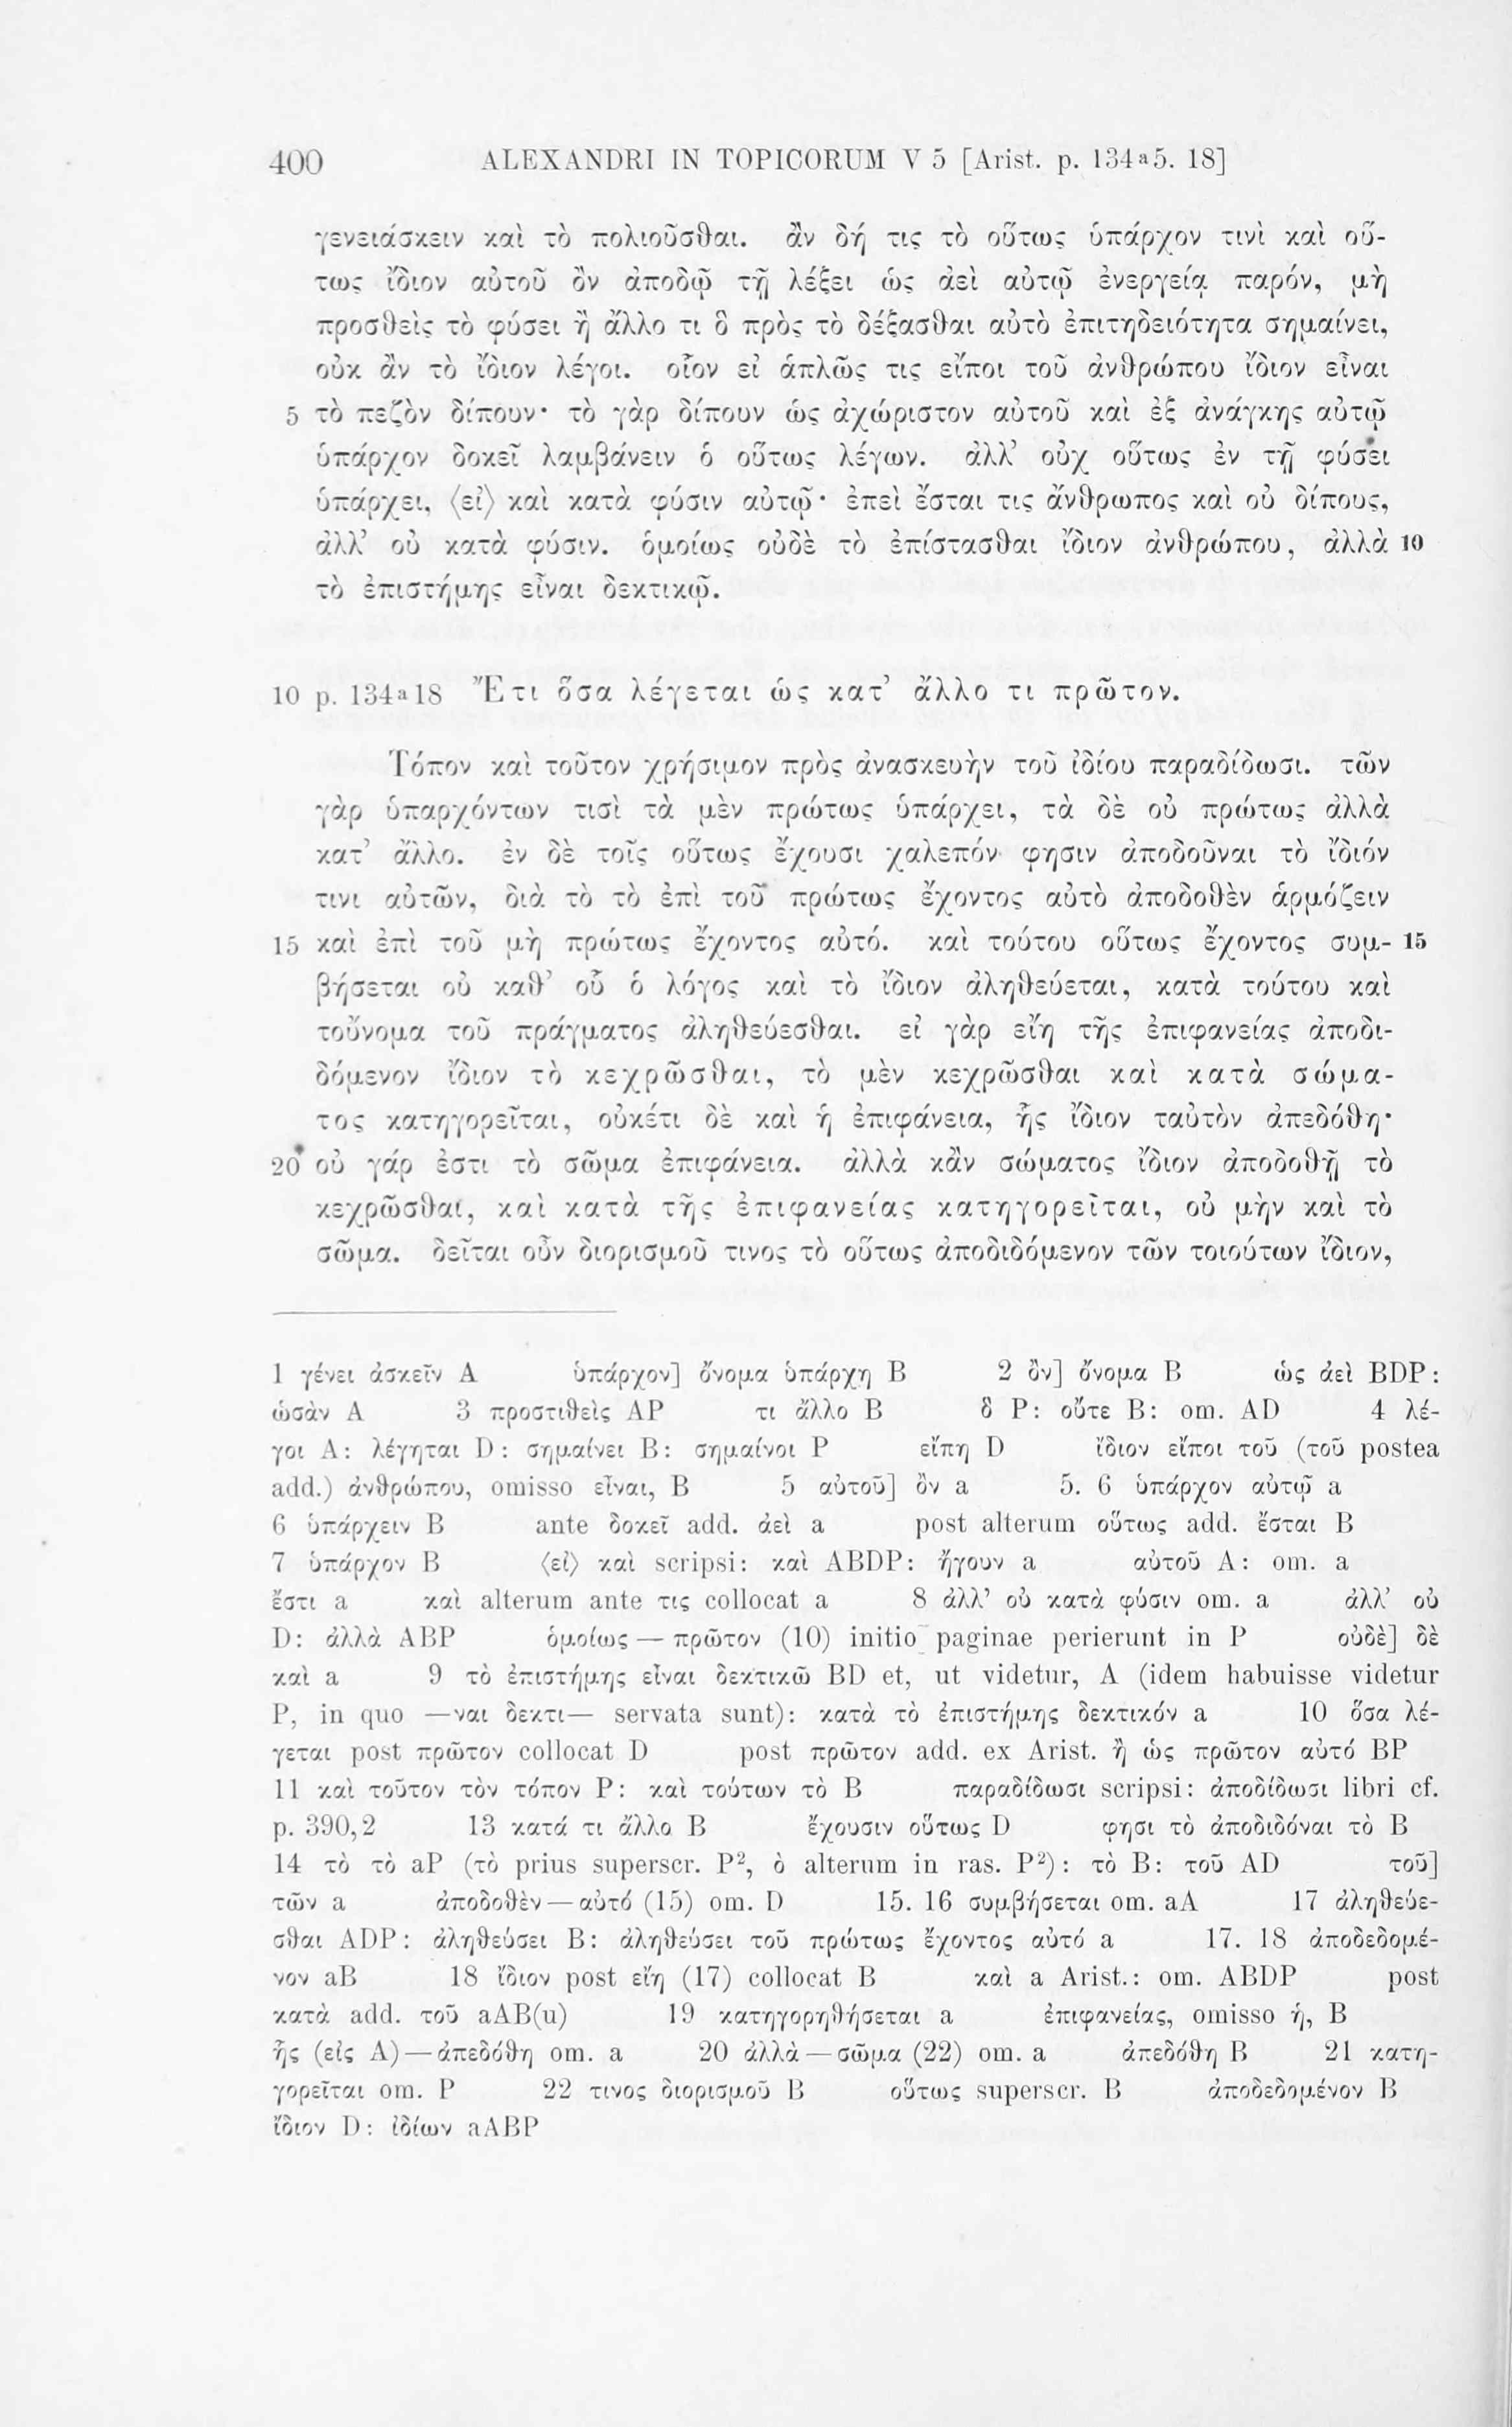 400 ALEXANDRI IN TOPICORUM V 5 [Arist. p. 134ᵃ5. 18]
γενειάσκειν καὶ τὸ πολιοῦσθαι. ἂν δή τις τὸ οὕτως ὑπάρχον τινὶ καὶ οὕ-
τως ἴδιον αὐτοῦ ὂν ἀποδῷ τῇ λέξει ὡς ἀεὶ αὐτῷ ἐνεργείᾳ παρόν, μὴ
προσθεὶς τὸ φύσει ἢ ἄλλο τι ὃ πρὸς τὸ δέξασθαι αὐτὸ ἐπιτηδειότητα σημαίνει,
οὐκ ἂν τὸ ἴδιον λέγοι. οἷον εἰ ἁπλῶς τις εἴποι τοῦ ἀνθρώπου ἴδιον εἶναι
5 τὸ πεζὸν δίπουν· τὸ γὰρ δίπουν ὡς ἀχώριστον αὐτοῦ καὶ ἐξ ἀνάγκης αὐτῷ
ὑπάρχον δοκεῖ λαμβάνειν ὁ οὕτως λέγων. ἀλλ’ οὐχ οὕτως ἐν τῇ φύσει
ὑπάρχει, ⟨εἰ⟩ καὶ κατὰ φύσιν αὐτῷ· ἐπεὶ ἔσται τις ἄνθρωπος καὶ οὐ δίπους,
ἀλλ’ οὐ κατὰ φύσιν. ὁμοίως οὐδὲ τὸ ἐπίστασθαι ἴδιον ἀνθρώπου, ἀλλὰ 10
τὸ ἐπιστήμης εἶναι δεκτικῷ.
10 p. 134ᵃ18 Ἔτι ὅσα λέγεται ὡς κατ’ ἄλλο τι πρῶτον.
Τόπον καὶ τοῦτον χρήσιμον πρὸς ἀνασκευὴν τοῦ ἰδίου παραδίδωσι. τῶν
γὰρ ὑπαρχόντων τισὶ τὰ μὲν πρώτως ὑπάρχει, τὰ δὲ οὐ πρώτως ἀλλὰ
κατ’ ἄλλο. ἐν δὲ τοῖς οὕτως ἔχουσι χαλεπόν φησιν ἀποδοῦναι τὸ ἴδιόν
τινι αὐτῶν, διὰ τὸ τὸ ἐπὶ τοῦ πρώτως ἔχοντος αὐτὸ ἀποδοθὲν ἁρμόζειν
15 καὶ ἐπὶ τοῦ μὴ πρώτως ἔχοντος αὐτό. καὶ τούτου οὕτως ἔχοντος συμ- 15
βήσεται οὐ καθ’ οὗ ὁ λόγος καὶ τὸ ἴδιον ἀληθεύεται, κατὰ τούτου καὶ
τοὔνομα τοῦ πράγματος ἀληθεύεσθαι. εἰ γὰρ εἴη τῆς ἐπιφανείας ἀποδι-
δόμενον ἴδιον τὸ κεχρῶσθαι, τὸ μὲν κεχρῶσθαι καὶ κατὰ σώμα-
τος κατηγορεῖται, οὐκέτι δὲ καὶ ἡ ἐπιφάνεια, ἧς ἴδιον ταὐτὸν ἀπεδόθη·
20 οὐ γάρ ἐστι τὸ σῶμα ἐπιφάνεια. ἀλλὰ κἂν σώματος ἴδιον ἀποδοθῇ τὸ
κεχρῶσθαι, καὶ κατὰ τῆς ἐπιφανείας κατηγορεῖται, οὐ μὴν καὶ τὸ
σῶμα. δεῖται οὖν διορισμοῦ τινος τὸ οὕτως ἀποδιδόμενον τῶν τοιούτων ἴδιον,
1 γένει ἀσκεῖν A ὑπάρχον] ὄνομα ὑπάρχη B 2 ὂν] ὄνομα B ὡς ἀεὶ BDP:
ὡσὰν A 3 προστιθεὶς AP τι ἄλλο B ὃ P: οὔτε B: om. AD 4 λέ-
γοι A: λέγηται D: σημαίνει B: σημαίνοι P εἴπη D ἴδιον εἴποι τοῦ (τοῦ postea
add.) ἀνθρώπου, omisso εἶναι, B 5 αὐτοῦ] ὂν a 5. 6 ὑπάρχον αὐτῷ a
6 ὑπάρχειν B ante δοκεῖ add. ἀεὶ a post alterum οὕτως add. ἔσται B
7 ὑπάρχον B ⟨εἰ⟩ καὶ scripsi: καὶ ABDP: ἤγουν a αὐτοῦ A: om. a
ἔστι a καὶ alterum ante τις collocat a 8 ἀλλ’ οὐ κατὰ φύσιν om. a ἀλλ’ οὐ
D: ἀλλὰ ABP ὁμοίως — πρῶτον (10) initio paginae perierunt in P οὐδὲ] δὲ
καὶ a 9 τὸ ἐπιστήμης εἶναι δεκτικῶ BD et, ut videtur, A (idem habuisse videtur
P, in quo —ναι δεκτι— servata sunt): κατὰ τὸ ἐπιστήμης δεκτικόν a 10 ὅσα λέ-
γεται post πρῶτον collocat D post πρῶτον add. ex Arist. ἢ ὡς πρῶτον αὐτό BP
11 καὶ τοῦτον τὸν τόπον P: καὶ τούτων τὸ B παραδίδωσι scripsi: ἀποδίδωσι libri cf.
p. 390,2 13 κατά τι ἄλλο B ἔχουσιν οὕτως D φησι τὸ ἀποδιδόναι τὸ B
14 τὸ τὸ aP (τὸ prius superscr. P², ὸ alterum in ras. P²): τὸ B: τοῦ AD τοῦ]
τῶν a ἀποδοθὲν — αὐτό (15) om. D 15. 16 συμβήσεται om. aA 17 ἀληθεύε-
σθαι ADP: ἀληθεύσει B: ἀληθεύσει τοῦ πρώτως ἔχοντος αὐτό a 17. 18 ἀποδεδομέ-
νον aB 18 ἴδιον post εἴη (17) collocat B καὶ a Arist.: om. ABDP post
κατὰ add. τοῦ aAB(u) 19 κατηγορηθήσεται a ἐπιφανείας, omisso ἡ, B
ἧς (εἰς A) — ἀπεδόθη om. a 20 ἀλλὰ — σῶμα (22) om. a ἀπεδόθη B 21 κατη-
γορεῖται om. P 22 τινος διορισμοῦ B οὕτως superscr. B ἀποδεδομένον B
ἴδιον D: ἰδίων aABP